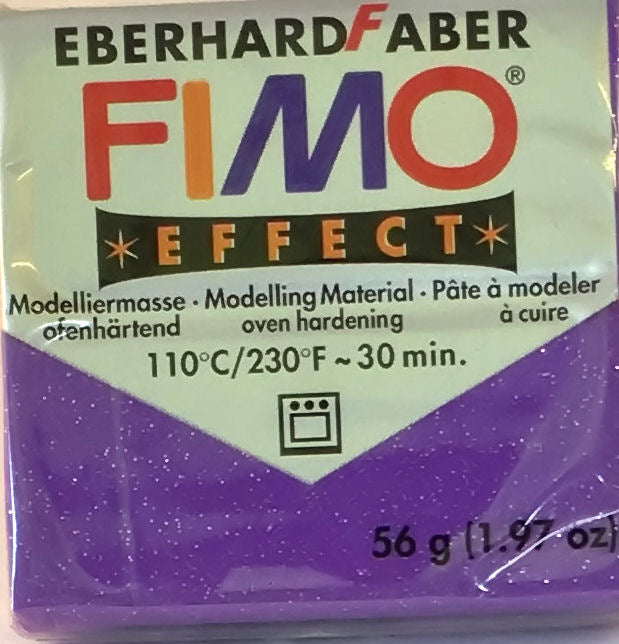 EBERHARDFABER
FIMO®
*EFFECT*
Modelliermasse · Modelling Material · Pâte à modeler
ofenhärtend oven hardening à cuire
110°C/230°F ~ 30 min.
56 g (1.97 oz)